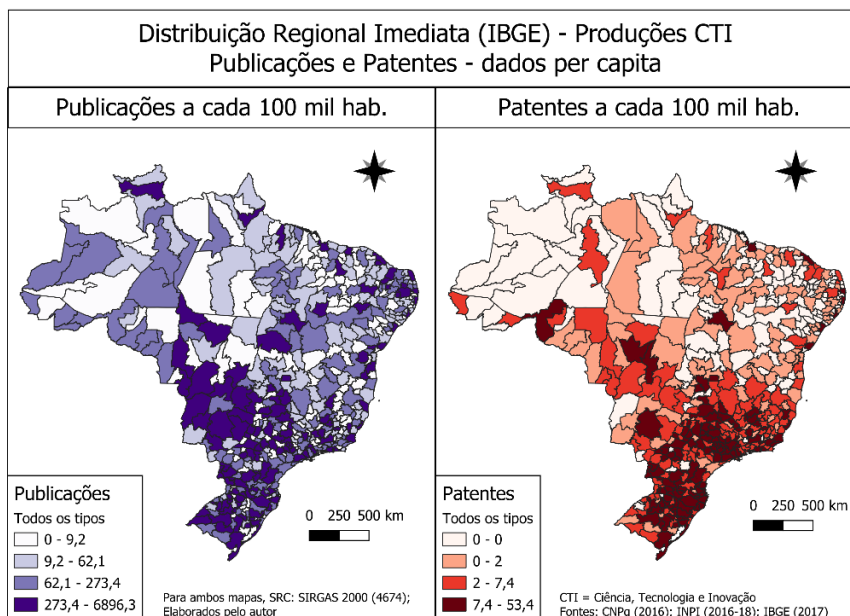 Distribuição Regional Imediata (IBGE) - Produções CTI
Publicações e Patentes - dados per capita
Publicações a cada 100 mil hab.
Patentes a cada 100 mil hab.
Publicações
Todos os tipos
0 - 9,2
9,2 - 62,1
62,1 - 273,4
273,4 - 6896,3
0 250 500 km
Para ambos mapas, SRC: SIRGAS 2000 (4674);
Elaborados pelo autor
Patentes
Todos os tipos
0 - 0
0 - 2
2 - 7,4
7,4 - 53,4
0 250 500 km
CTI = Ciência, Tecnologia e Inovação
Fontes: CNPq (2016); INPI (2016-18); IBGE (2017)